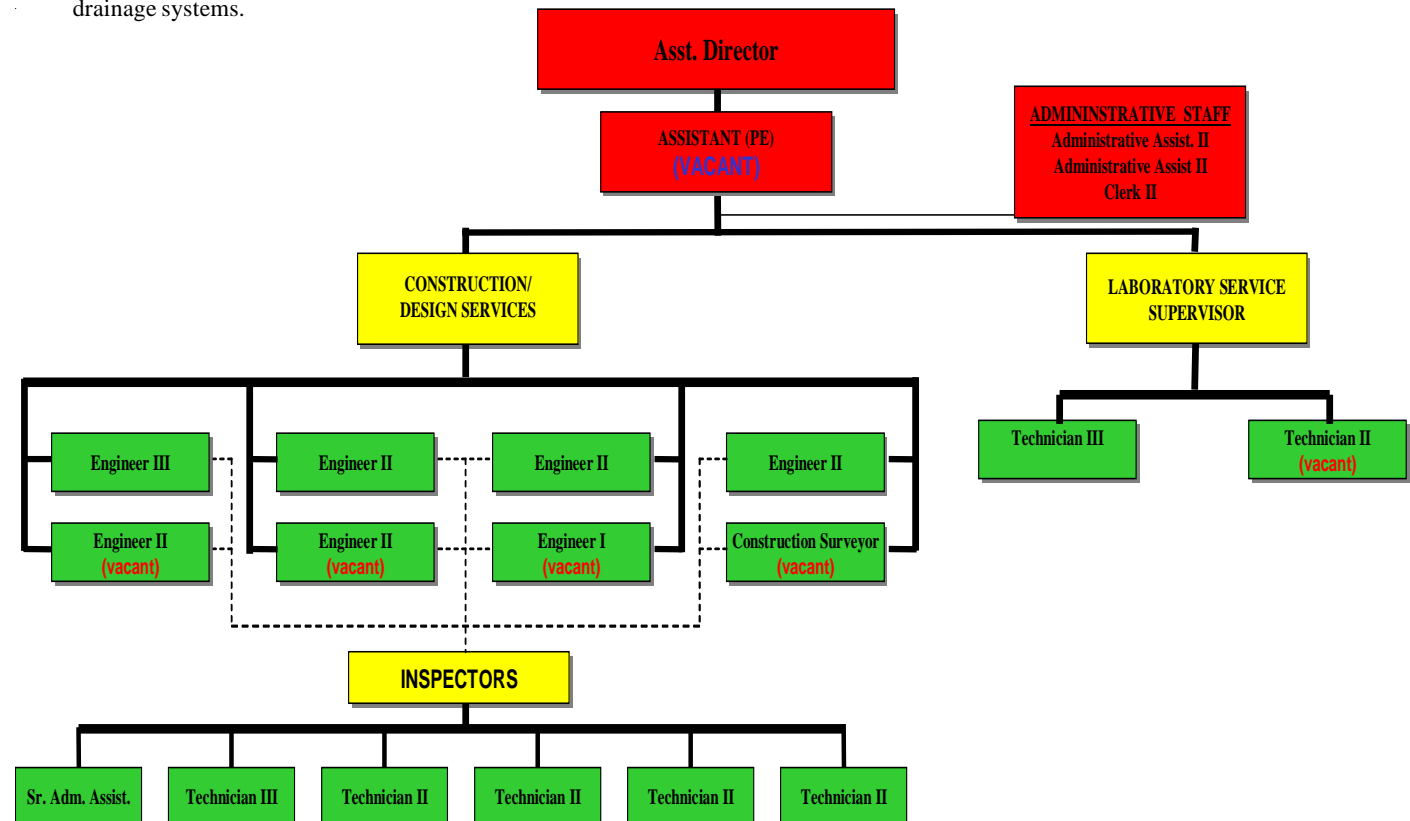 drainage systems.
Asst. Director
ASSISTANT (PE)
(VACANT)
ADMININSTRATIVE STAFF
Administrative Assist. II
Administrative Assist II
Clerk II
CONSTRUCTION/
DESIGN SERVICES
LABORATORY SERVICE
SUPERVISOR
Technician III
Technician II
(vacant)
Engineer III
Engineer II
Engineer II
Engineer II
Engineer II
(vacant)
Engineer II
(vacant)
Engineer I
(vacant)
Construction Surveyor
(vacant)
INSPECTORS
Sr. Adm. Assist.
Technician III
Technician II
Technician II
Technician II
Technician II